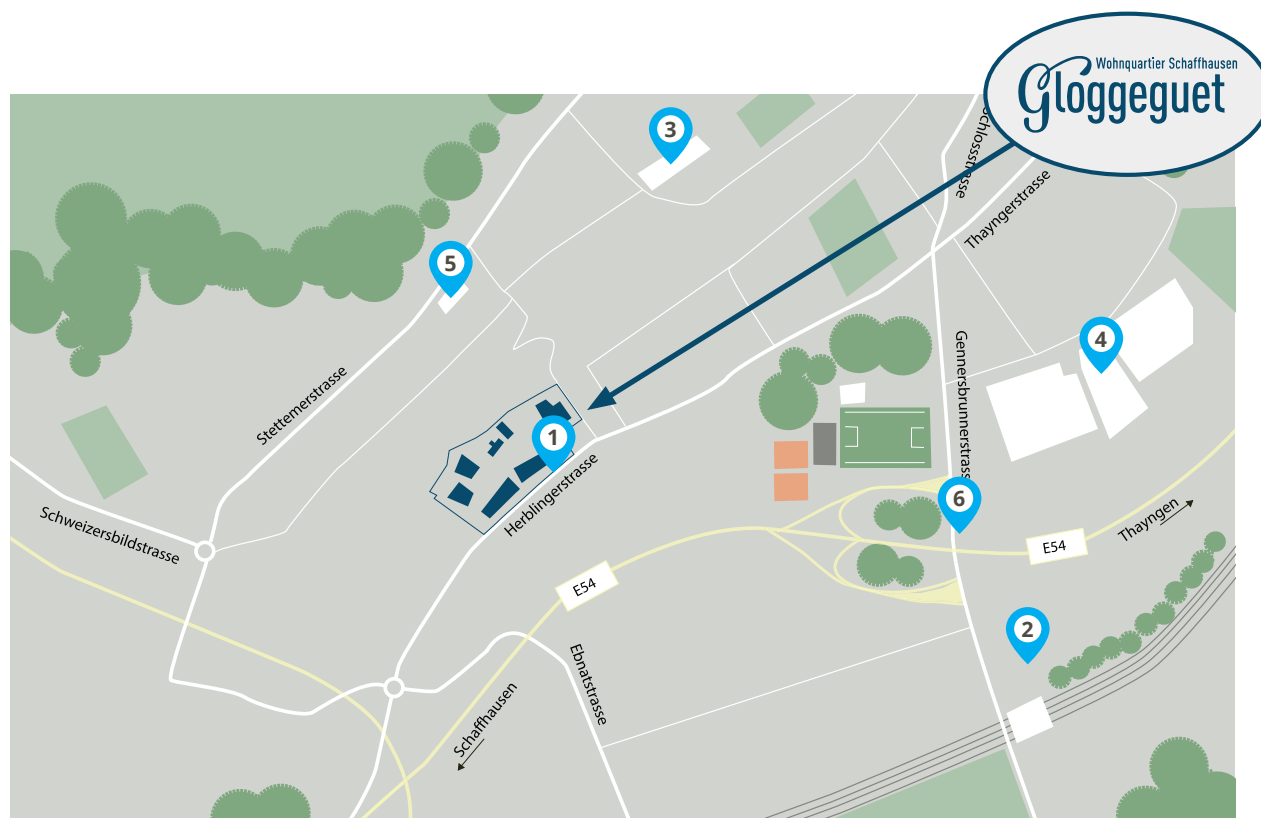 Wohnquartier Schaffhausen
Gloggeguet
3
Schlossstrasse
Thayngerstrasse
5
4
Gennersbrunnerstrasse
Stettemerstrasse
1
Herblingerstrasse
6
Schweizersbildstrasse
Thayngen
E54
E54
2
Ebnatstrasse
Schaffhausen